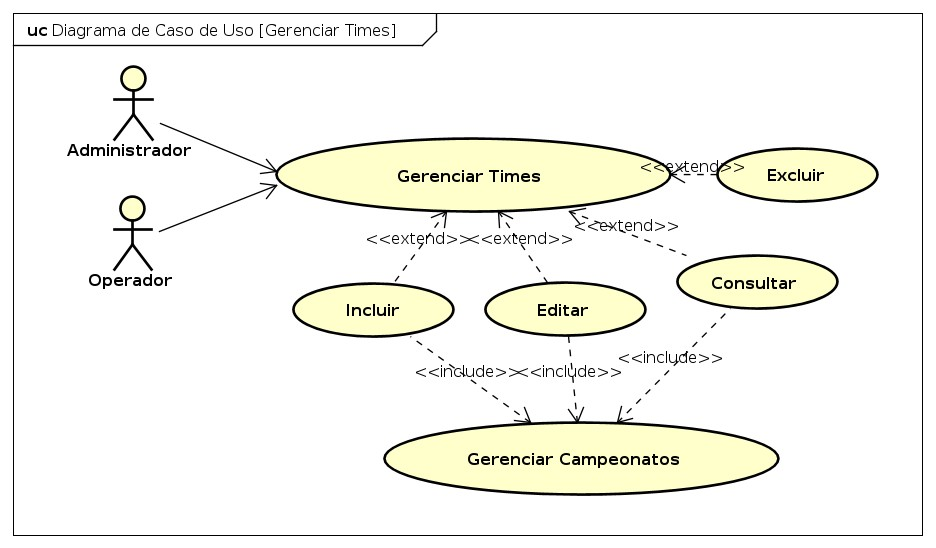 uc Diagrama de Caso de Uso [Gerenciar Times]
Administrador
Gerenciar Times
<<extend>>
Excluir
Operador
<<extend>>
<<extend>>
<<extend>>
Incluir
Editar
Consultar
<<include>>
<<include>>
<<include>>
Gerenciar Campeonatos